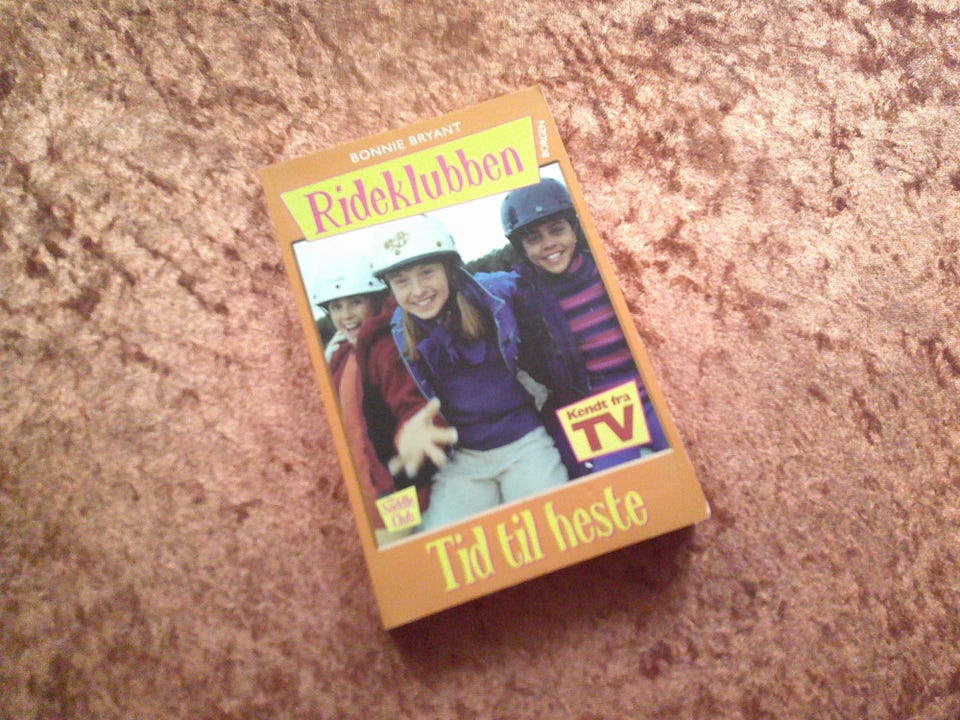 BONNIE BRYANT
Rideklubben
BORGEN
Kendt fra
TV
Saddle
Club
Tid til heste